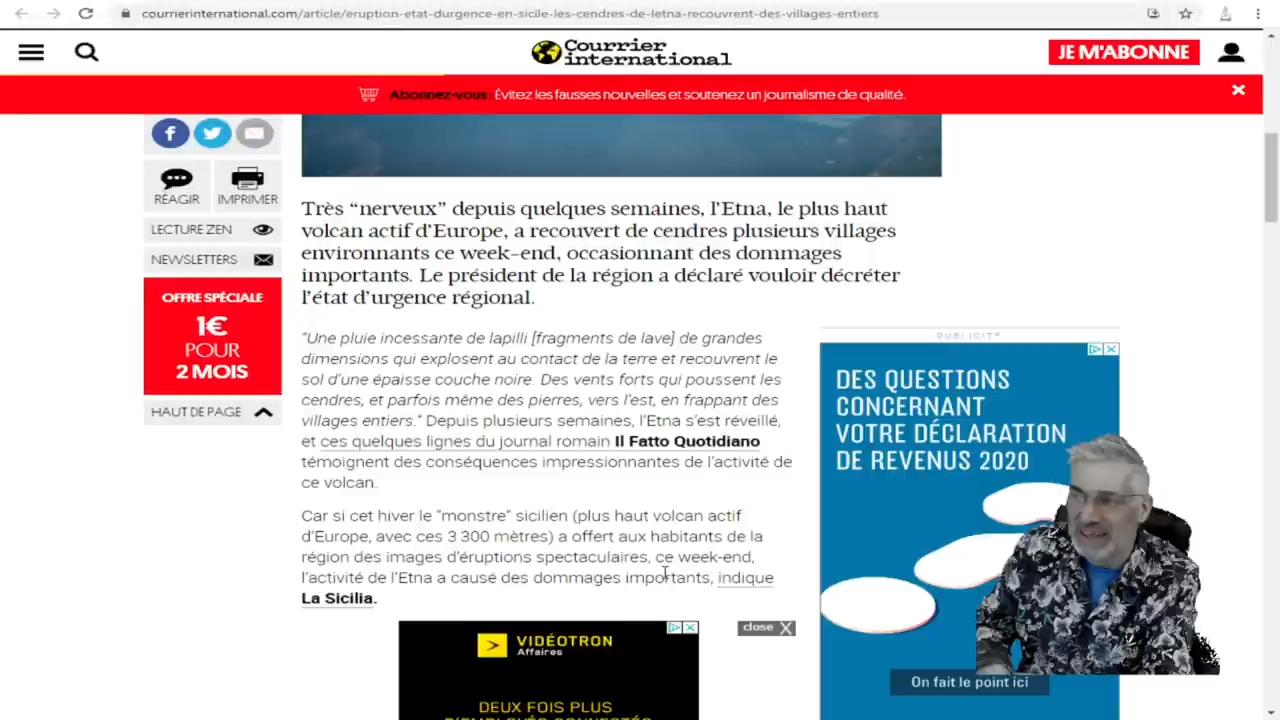 courrierinternational.com/article/eruption-etat-durgence-en-sicile-les-cendres-de-letna-recouvrent-des-villages-entiers
Courrier
international
JE M'ABONNE
Abonnez-vous : Évitez les fausses nouvelles et soutenez un journalisme de qualité.
RÉAGIR
IMPRIMER
LECTURE ZEN
NEWSLETTERS
OFFRE SPÉCIALE
1€
POUR
2 MOIS
HAUT DE PAGE
Très “nerveux” depuis quelques semaines, l’Etna, le plus haut
volcan actif d’Europe, a recouvert de cendres plusieurs villages
environnants ce week-end, occasionnant des dommages
importants. Le président de la région a déclaré vouloir décréter
l’état d’urgence régional.
“Une pluie incessante de lapilli [fragments de lave] de grandes
dimensions qui explosent au contact de la terre et recouvrent le
sol d’une épaisse couche noire. Des vents forts qui poussent les
cendres, et parfois même des pierres, vers l’est, en frappant des
villages entiers.” Depuis plusieurs semaines, l’Etna s’est réveillé,
et ces quelques lignes du journal romain Il Fatto Quotidiano
témoignent des conséquences impressionnantes de l’activité de
ce volcan.
Car si cet hiver le “monstre” sicilien (plus haut volcan actif
d’Europe, avec ces 3 300 mètres) a offert aux habitants de la
région des images d’éruptions spectaculaires, ce week-end,
l’activité de l’Etna a causé des dommages importants, indique
La Sicilia.
PUBLICITÉ
DES QUESTIONS
CONCERNANT
VOTRE DÉCLARATION
DE REVENUS 2020
On fait le point ici
close X
VIDÉOTRON
Affaires
DEUX FOIS PLUS
D'EMPLOYÉS CONNECTÉS